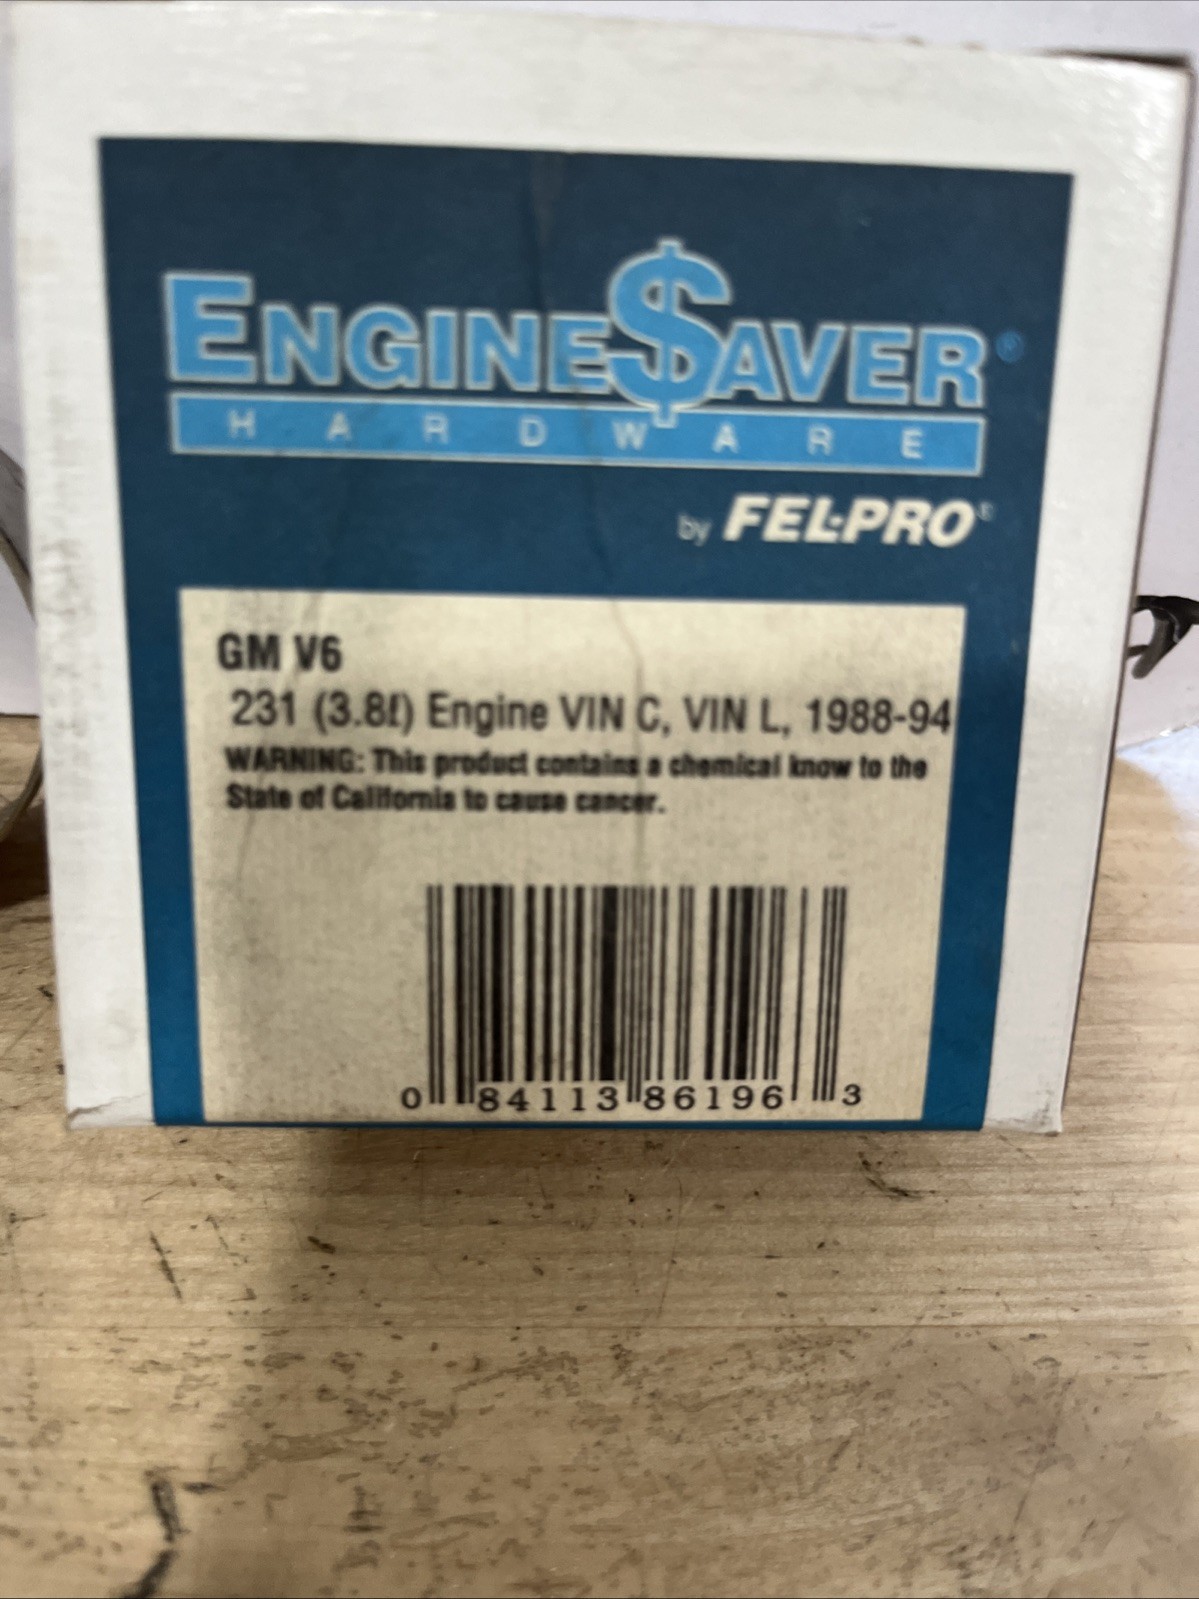 ENGINE$AVER®
HARDWARE
by FEL-PRO®
GM V6
231 (3.8ℓ) Engine VIN C, VIN L, 1988-94
WARNING: This product contains a chemical know to the
State of California to cause cancer.
0 84113 86196 3